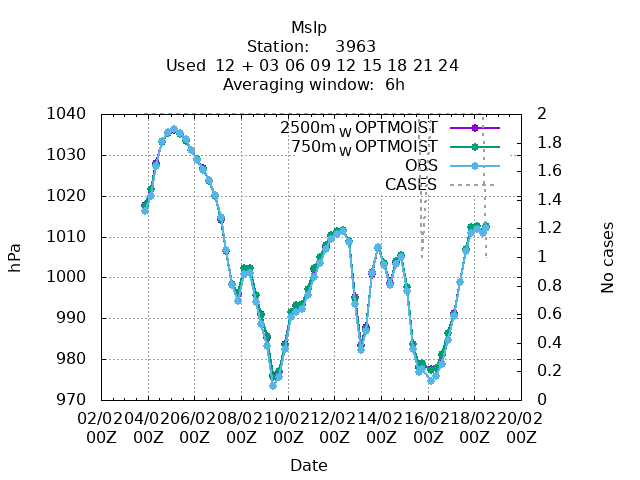 Mslp
Station: 3963
Used 12 + 03 06 09 12 15 18 21 24
Averaging window: 6h
1040
1030
1020
1010
1000
990
980
970
hPa
2500m W OPTMOIST
750m W OPTMOIST
OBS
CASES
2
1.8
1.6
1.4
1.2
1
0.8
0.6
0.4
0.2
0
No cases
02/02 04/02 06/02 08/02 10/02 12/02 14/02 16/02 18/02 20/02
00Z 00Z 00Z 00Z 00Z 00Z 00Z 00Z 00Z 00Z
Date